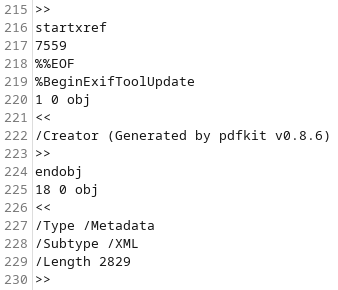 215 >>
216 startxref
217 7559
218 %%EOF
219 %BeginExifToolUpdate
220 1 0 obj
221 <<
222 /Creator (Generated by pdfkit v0.8.6)
223 >>
224 endobj
225 18 0 obj
226 <<
227 /Type /Metadata
228 /Subtype /XML
229 /Length 2829
230 >>